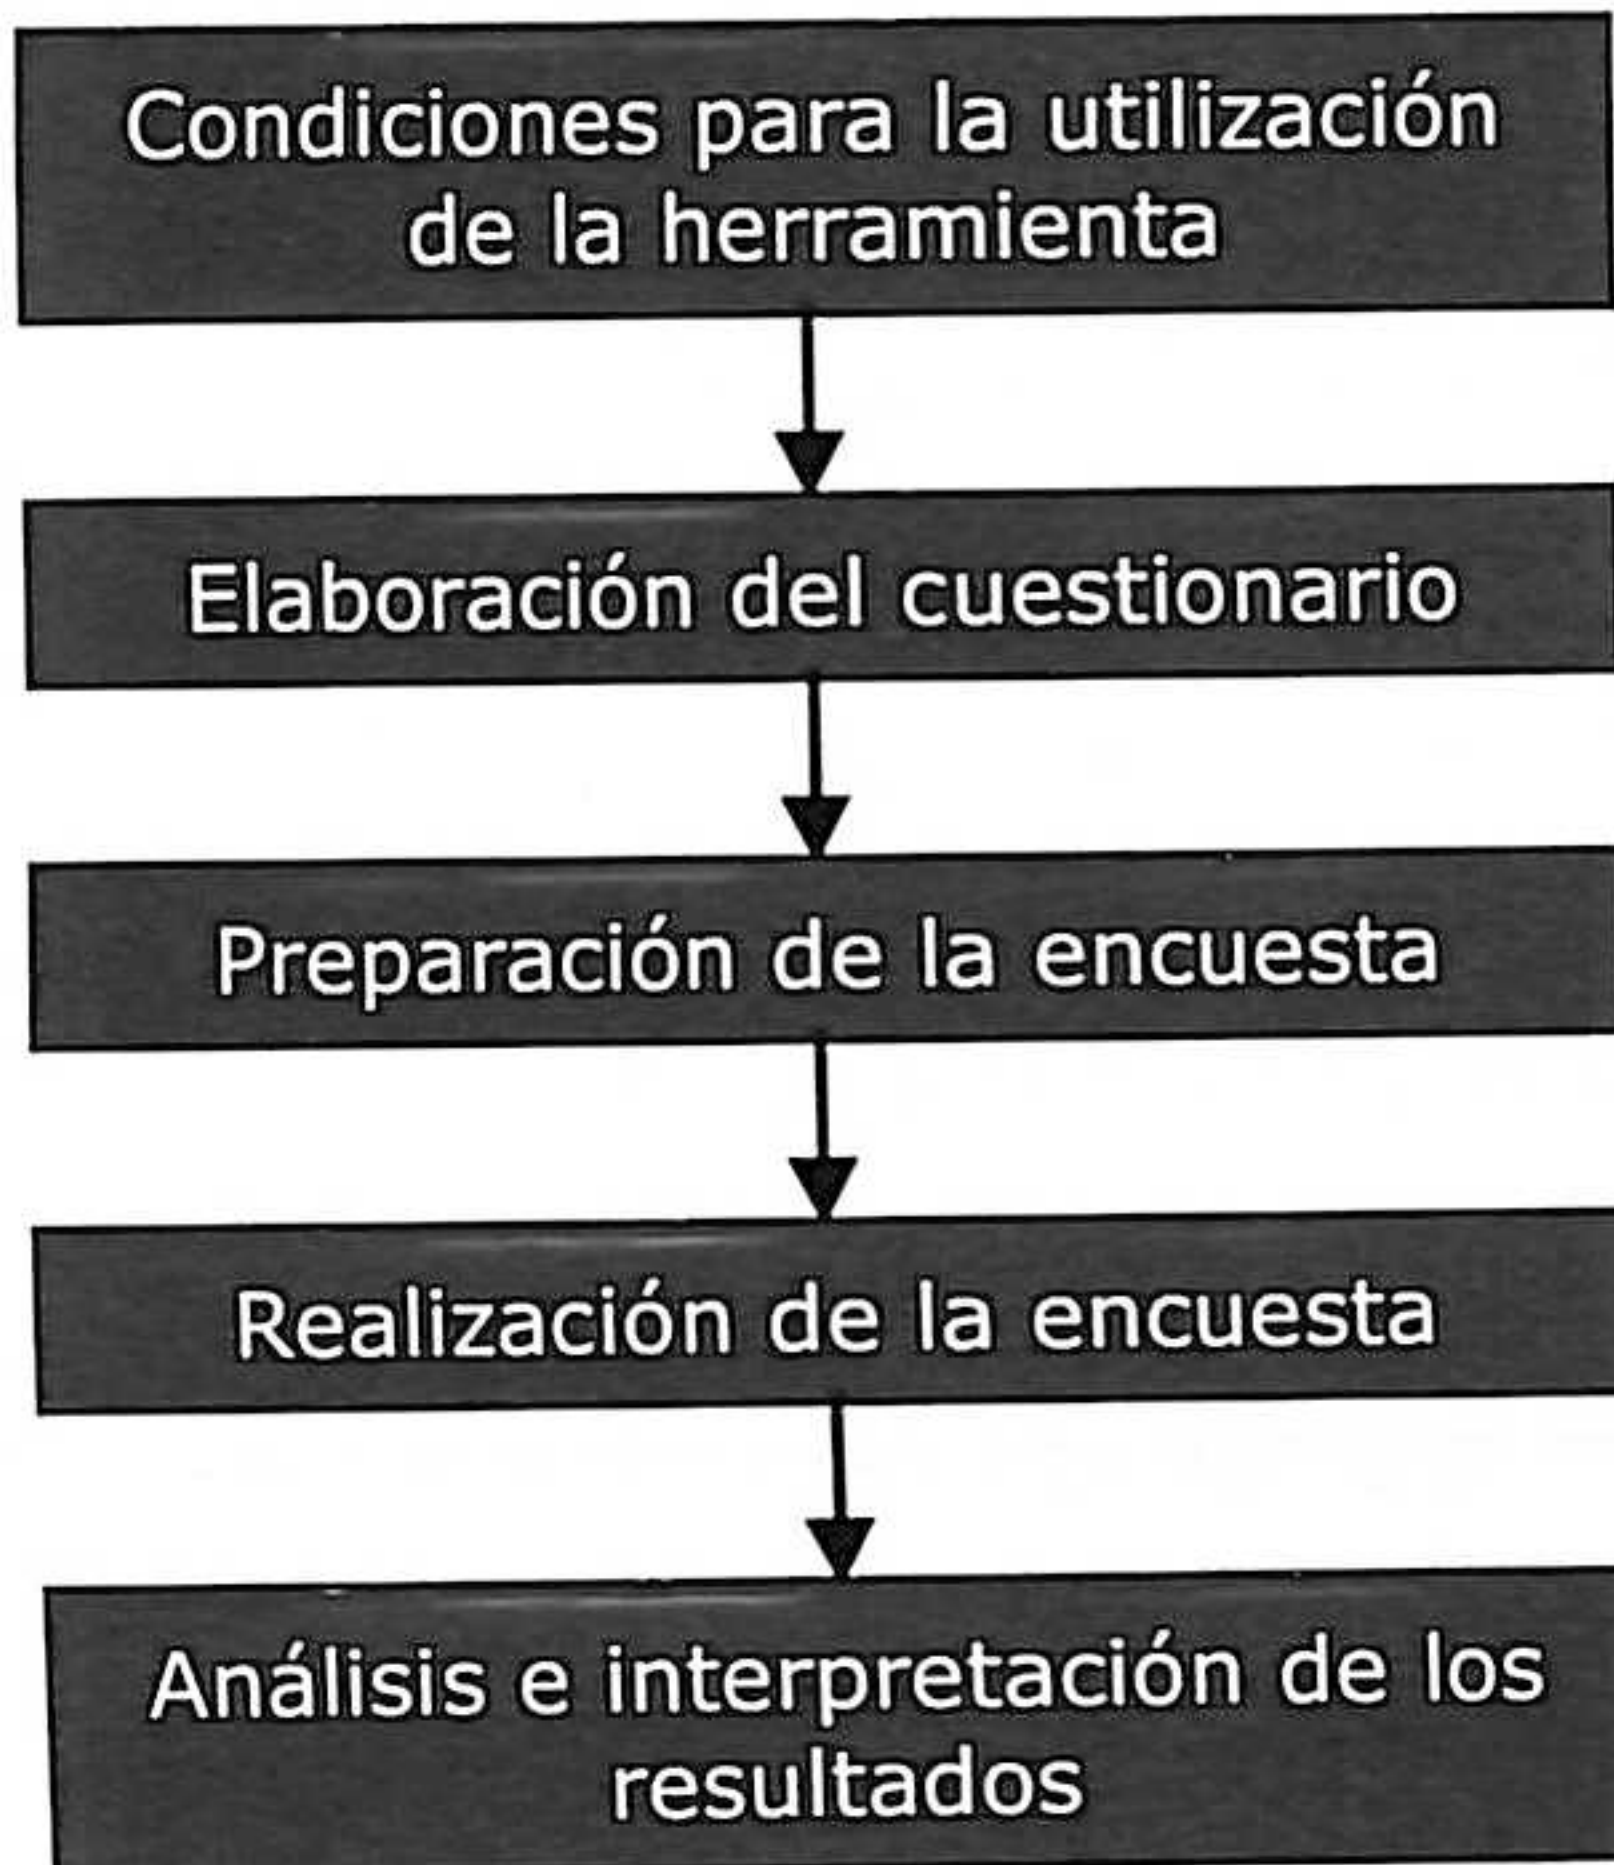 Condiciones para la utilización
de la herramienta
Elaboración del cuestionario
Preparación de la encuesta
Realización de la encuesta
Análisis e interpretación de los
resultados